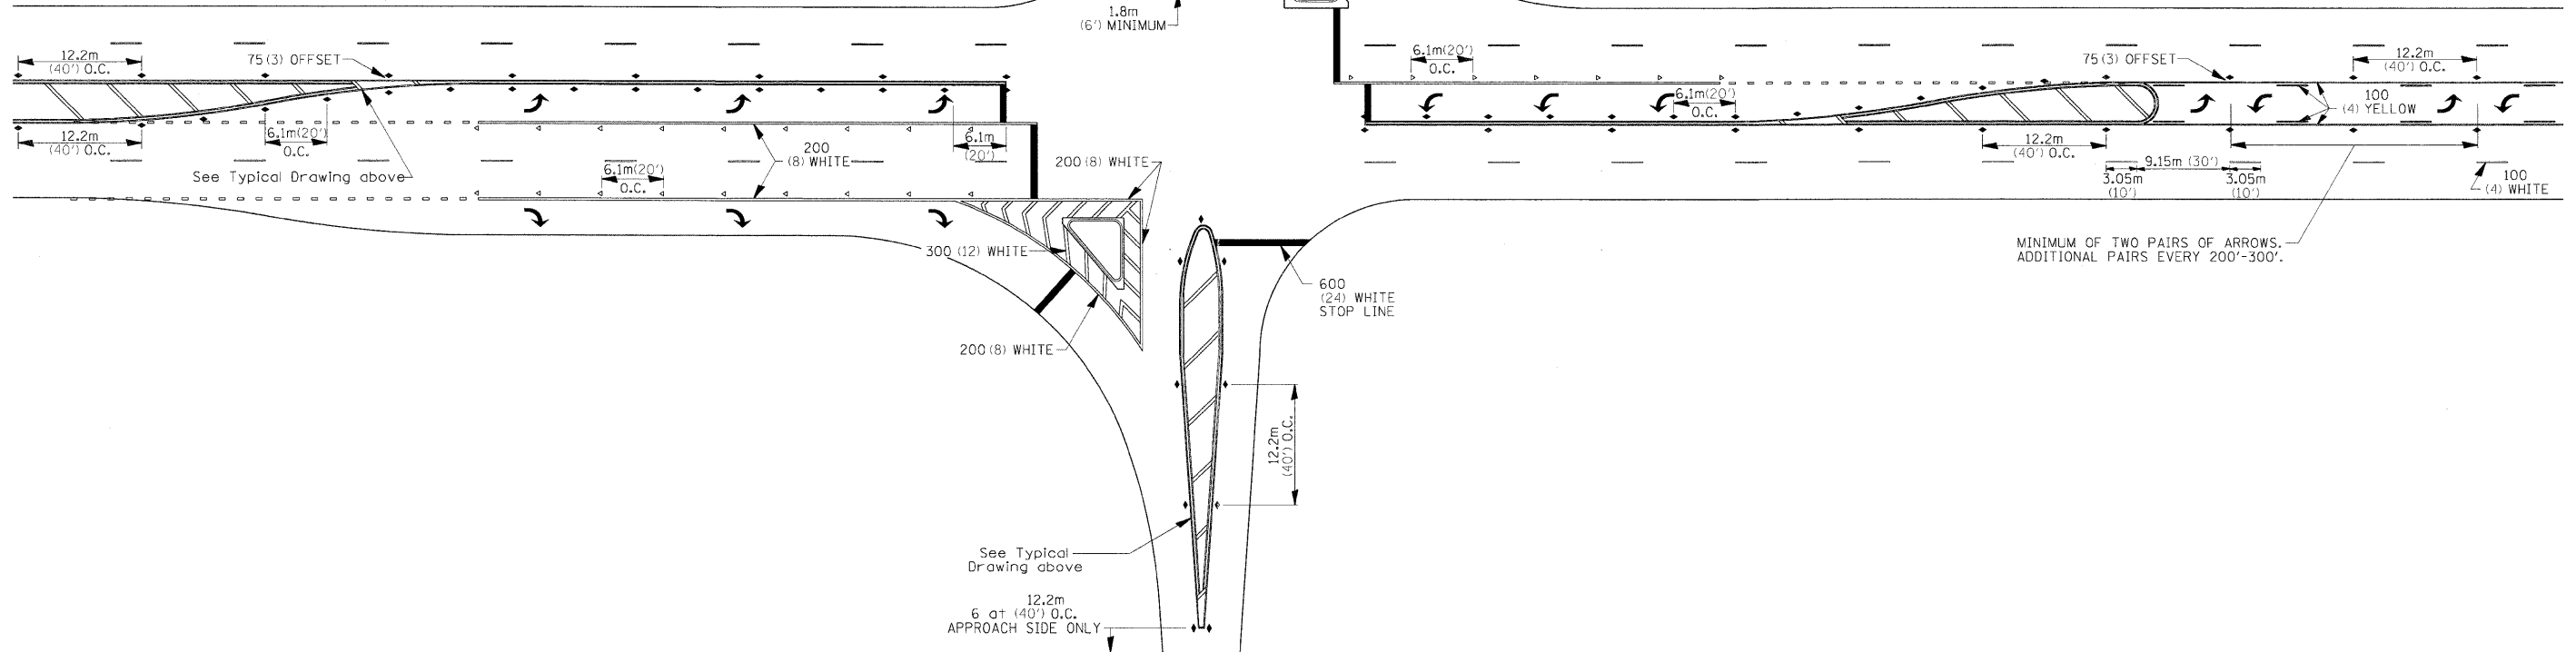 1.8m
(6') MINIMUM
12.2m
(40') O.C.
75(3) OFFSET
6.1m(20')
O.C.
75(3) OFFSET
12.2m
(40') O.C.
100
(4) YELLOW
6.1m(20')
O.C.
12.2m
(40') O.C.
6.1m(20')
O.C.
See Typical Drawing above
6.1m(20')
O.C.
200
(8) WHITE
6.1m
(20')
200(8) WHITE
12.2m
(40') O.C.
9.15m (30')
3.05m
(10')
3.05m
(10')
100
(4) WHITE
300 (12) WHITE
MINIMUM OF TWO PAIRS OF ARROWS.
ADDITIONAL PAIRS EVERY 200'-300'.
600
(24) WHITE
STOP LINE
200(8) WHITE
12.2m
(40') O.C.
See Typical
Drawing above
12.2m
6 at (40') O.C.
APPROACH SIDE ONLY